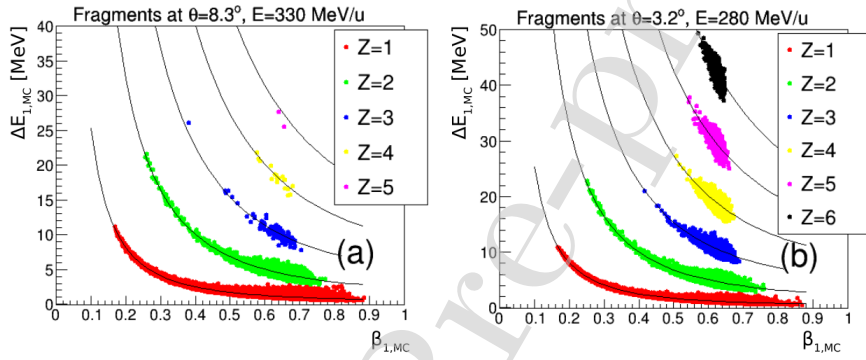 Fragments at θ=8.3°, E=330 MeV/u
ΔE1,MC [MeV]
40
35
30
25
20
15
10
5
0
0 0.1 0.2 0.3 0.4 0.5 0.6 0.7 0.8 0.9 1
β1,MC
Z=1
Z=2
Z=3
Z=4
Z=5
(a)
Fragments at θ=3.2°, E=280 MeV/u
ΔE1,MC [MeV]
50
40
30
20
10
0
0 0.1 0.2 0.3 0.4 0.5 0.6 0.7 0.8 0.9 1
β1,MC
Z=1
Z=2
Z=3
Z=4
Z=5
Z=6
(b)
Pre-pr